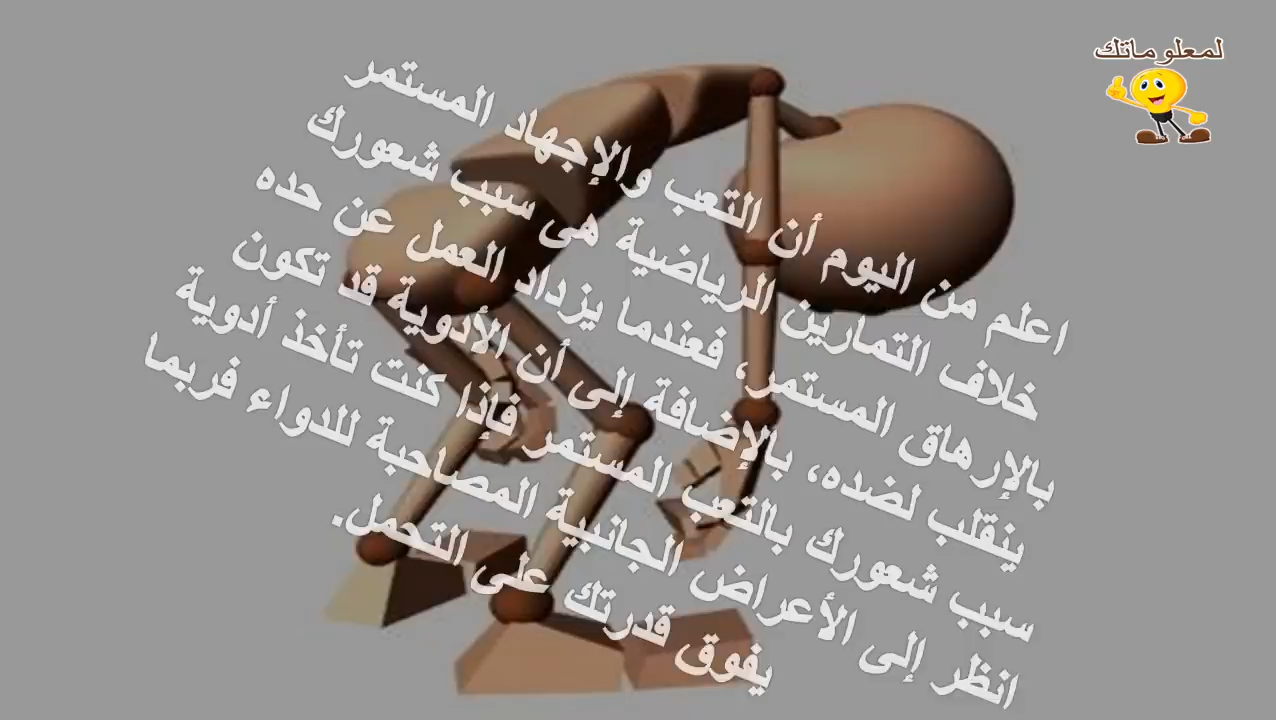 لمعلوماتك
اعلم من اليوم أن التعب والإجهاد المستمر
خلاف التمارين الرياضية هى سبب شعورك
بالإرهاق المستمر، فعندما يزداد العمل عن حده
ينقلب لضده، بالإضافة إلى أن الأدوية قد تكون
سبب شعورك بالتعب المستمر فإذا كنت تأخذ أدوية
انظر إلى الأعراض الجانبية المصاحبة للدواء فربما
يفوق قدرتك على التحمل.